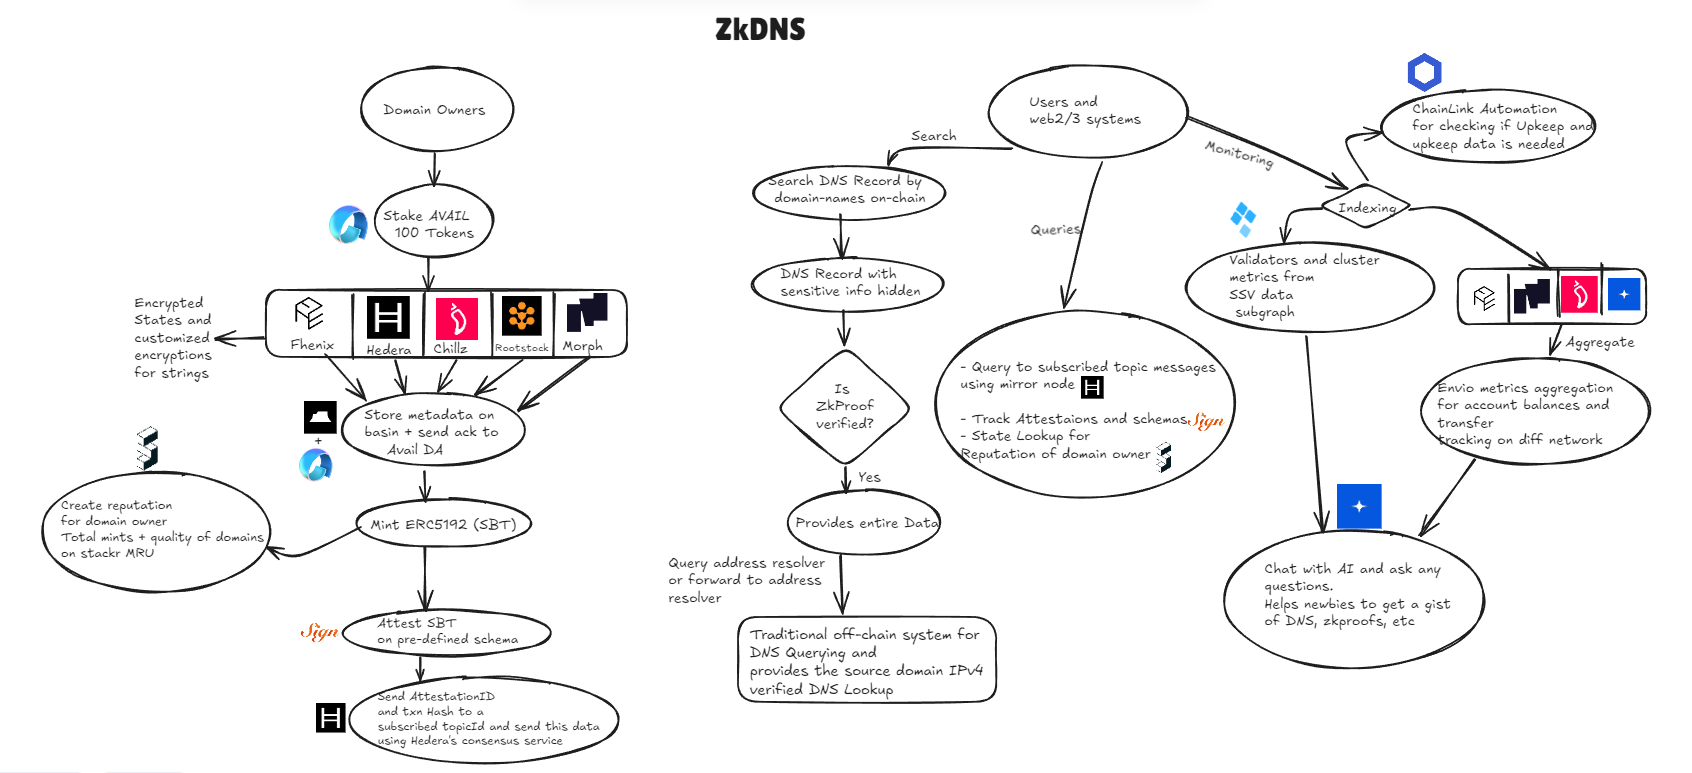 ZkDNS
Domain Owners
Stake AVAIL
100 Tokens
Fhenix
Hedera
Chillz
Rootstock
Morph
Encrypted
States and
customized
encryptions
for strings
Store metadata on
basin + send ack to
Avail DA
+
Mint ERC5192 (SBT)
Create reputation
for domain owner
Total mints + quality of domains
on stackr MRU
Sign
Attest SBT
on pre-defined schema
Send AttestationID
and txn Hash to a
subscribed topicId and send this data
using Hedera's consensus service
Users and
web2/3 systems
Search
Search DNS Record by
domain-names on-chain
DNS Record with
sensitive info hidden
Is
ZkProof
verified?
Yes
Provides entire Data
Query address resolver
or forward to address
resolver
Traditional off-chain system for
DNS Querying and
provides the source domain IPv4
verified DNS Lookup
Queries
- Query to subscribed topic messages
using mirror node
- Track Attestaions and schemas
Sign
- State Lookup for
Reputation of domain owner
Monitoring
Indexing
ChainLink Automation
for checking if Upkeep and
upkeep data is needed
Validators and cluster
metrics from
SSV data
subgraph
Aggregate
Envio metrics aggregation
for account balances and
transfer
tracking on diff network
Chat with AI and ask any
questions.
Helps newbies to get a gist
of DNS, zkproofs, etc